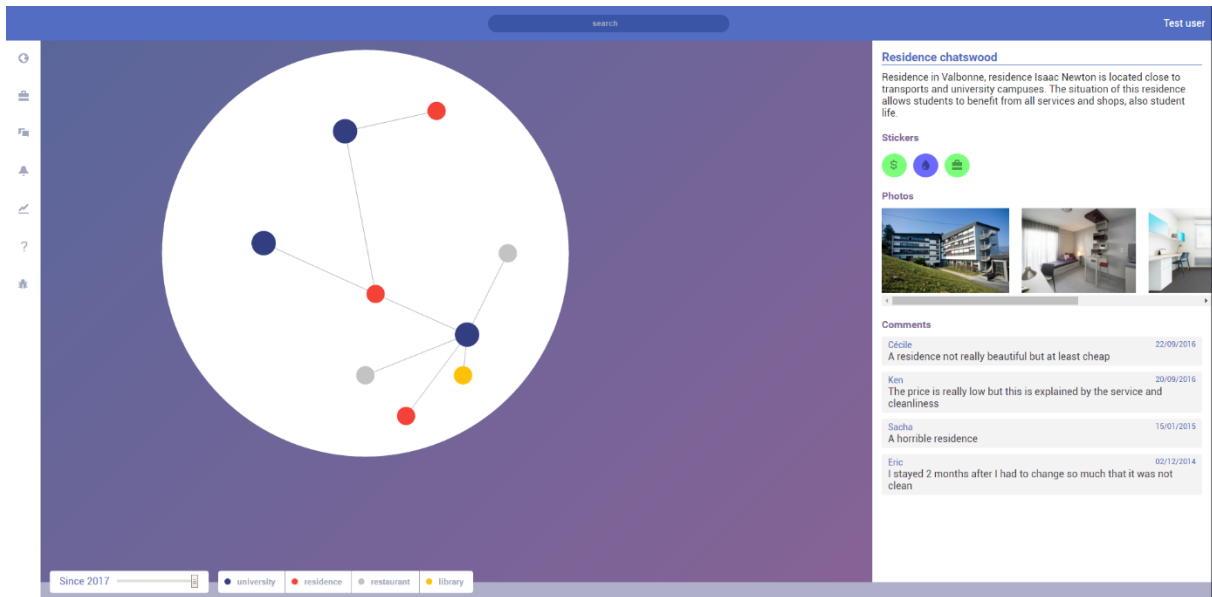 search
Test user
Residence chatswood
Residence in Valbonne, residence Isaac Newton is located close to
transports and university campuses. The situation of this residence
allows students to benefit from all services and shops, also student
life.
Stickers
$
Photos
Comments
Cécile 22/09/2016
A residence not really beautiful but at least cheap
Ken 20/09/2016
The price is really low but this is explained by the service and
cleanliness
Sacha 15/01/2015
A horrible residence
Eric 02/12/2014
I stayed 2 months after I had to change so much that it was not
clean
?
Since 2017
university residence restaurant library